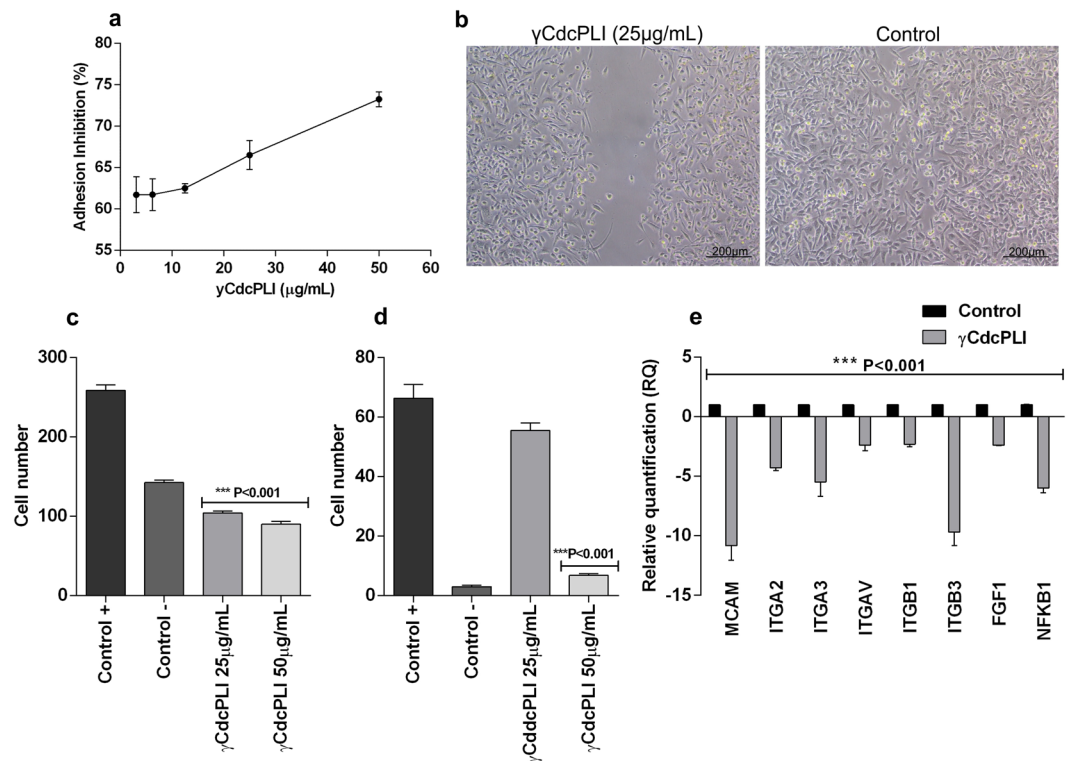 a
Adhesion Inhibition (%)
75
70
65
60
55
0 10 20 30 40 50 60
γCdcPLI (μg/mL)
b
γCdcPLI (25μg/mL)
Control
200μm
200μm
c
Cell number
300
200
100
0
*** P<0.001
Control +
Control -
γCdcPLI 25μg/mL
γCdcPLI 50μg/mL
d
Cell number
80
60
40
20
0
***P<0.001
Control +
Control -
γCddcPLI 25μg/mL
γCdcPLI 50μg/mL
e
Control
γCdcPLI
Relative quantification (RQ)
5
0
-5
-10
-15
*** P<0.001
MCAM
ITGA2
ITGA3
ITGAV
ITGB1
ITGB3
FGF1
NFKB1